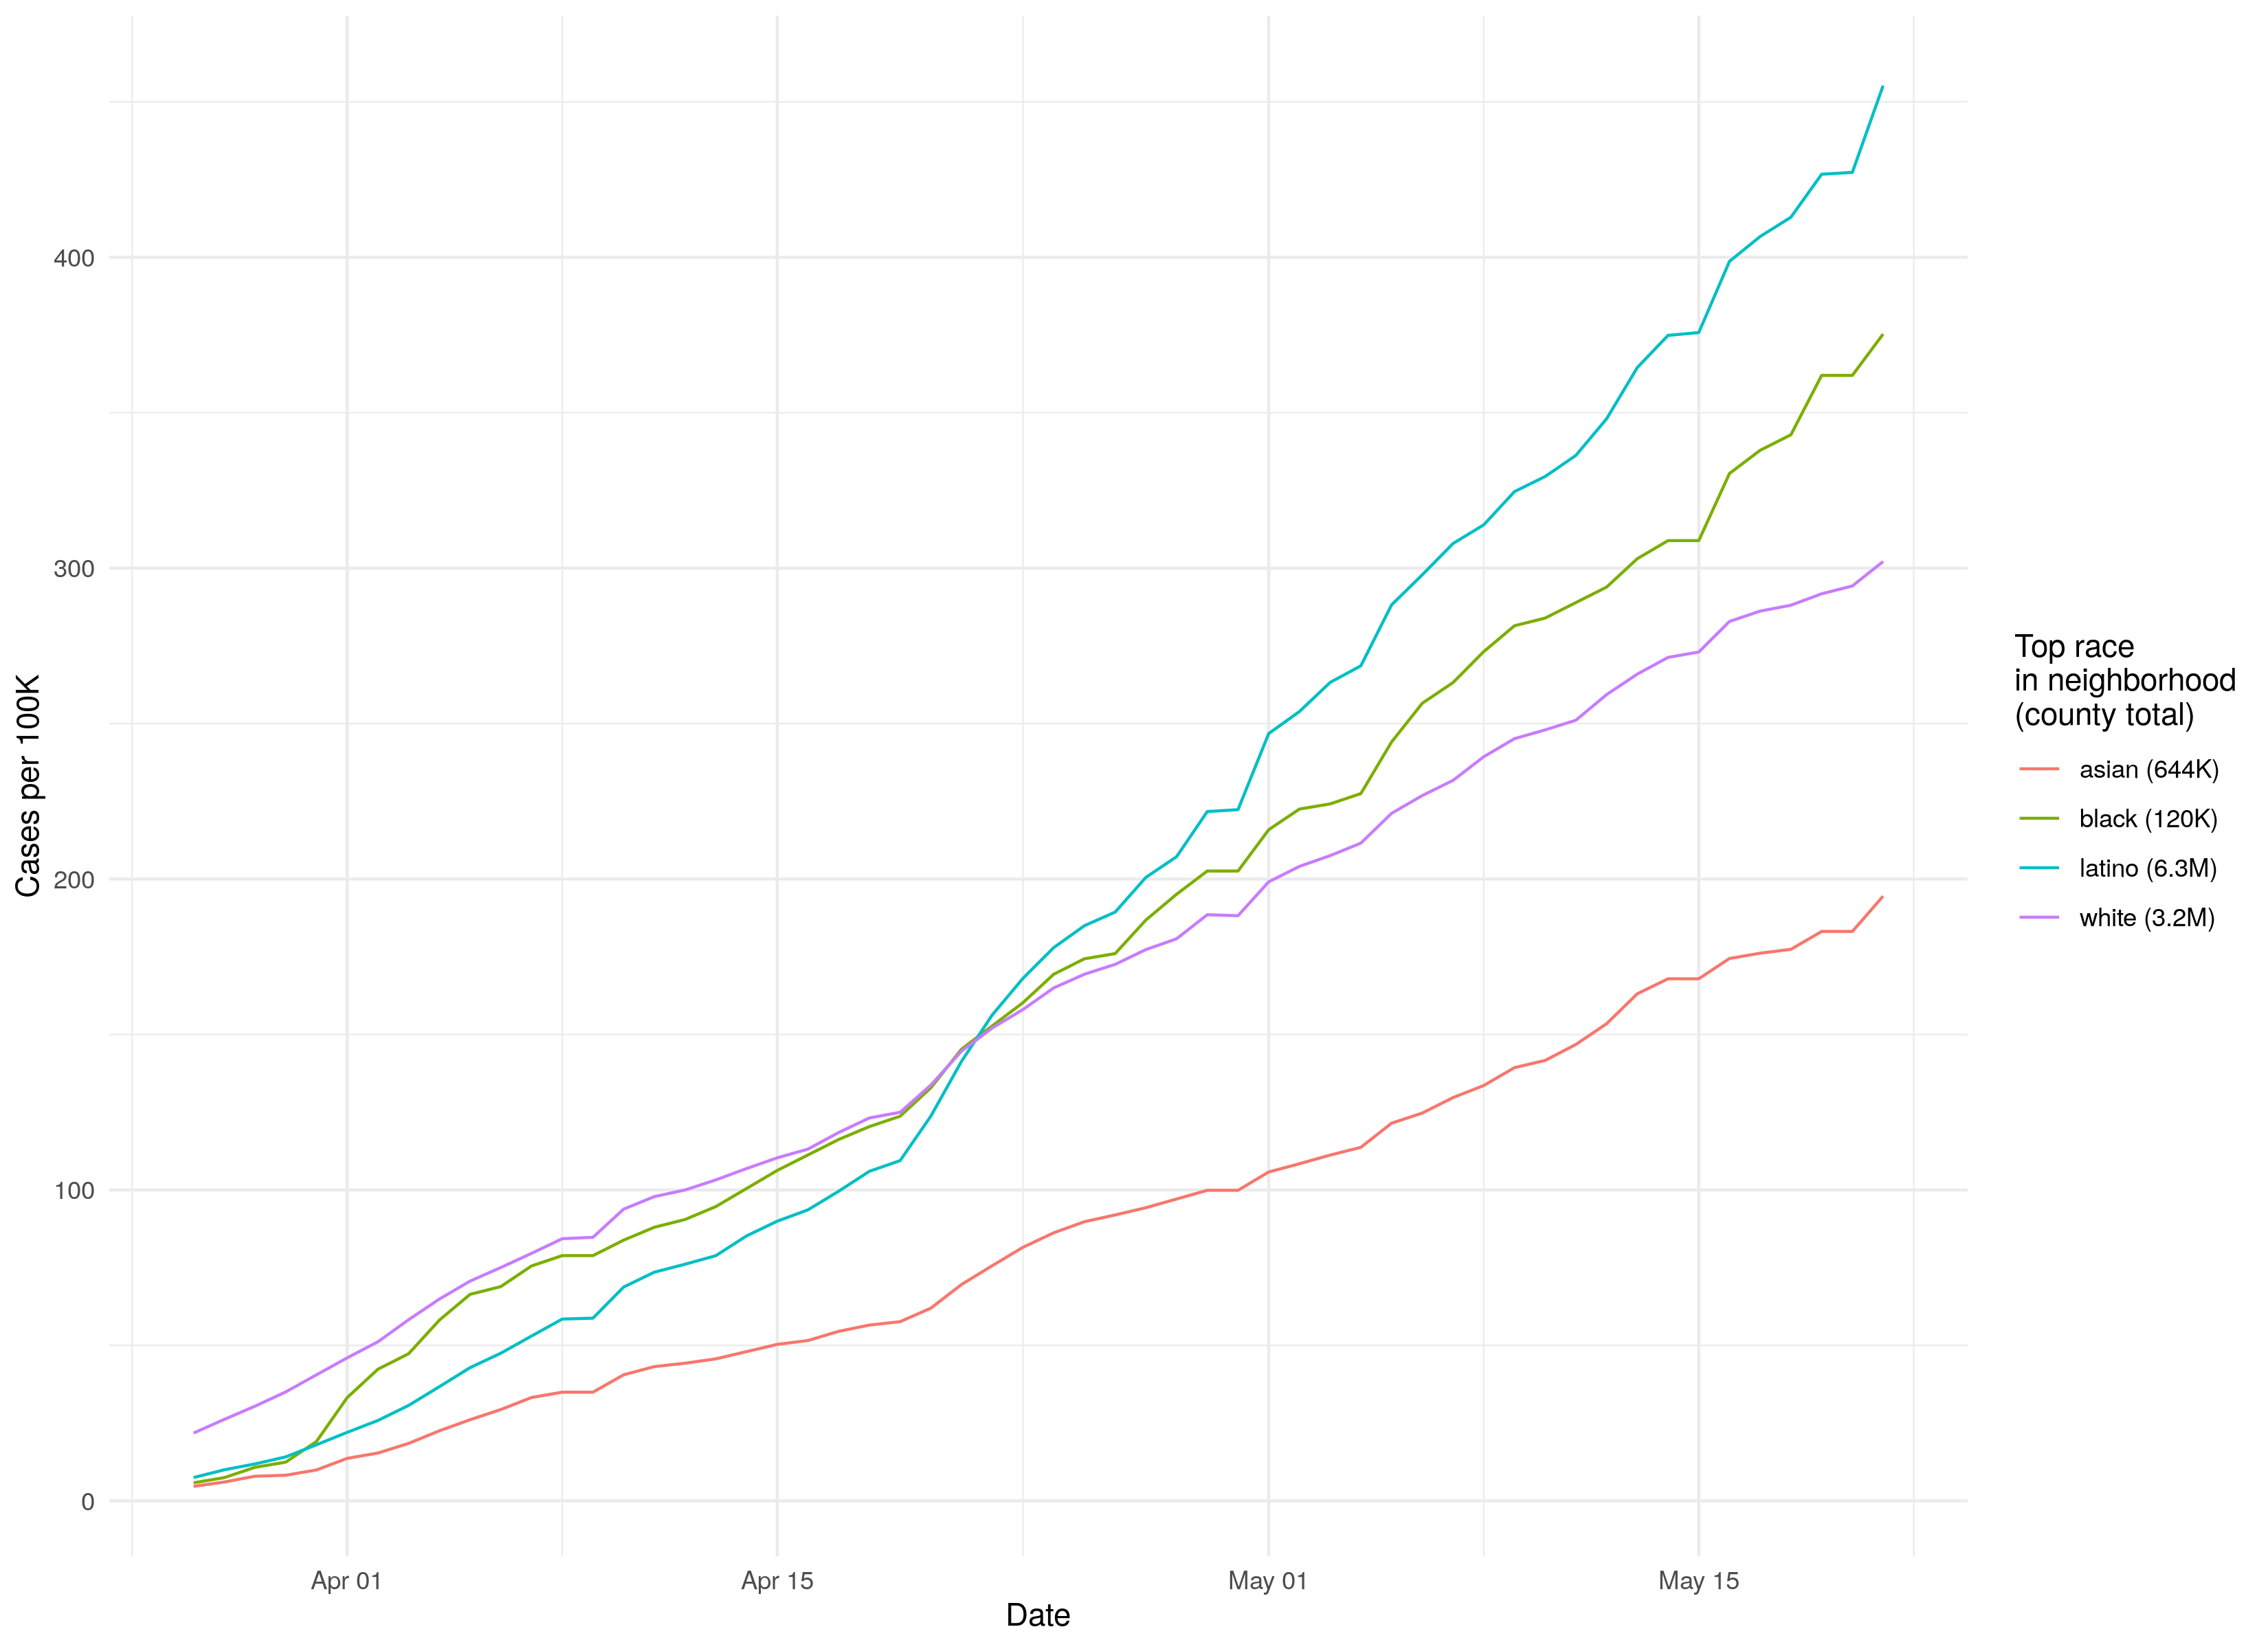 Cases per 100K
400
300
200
100
0
Apr 01
Apr 15
May 01
May 15
Date
Top race
in neighborhood
(county total)
asian (644K)
black (120K)
latino (6.3M)
white (3.2M)